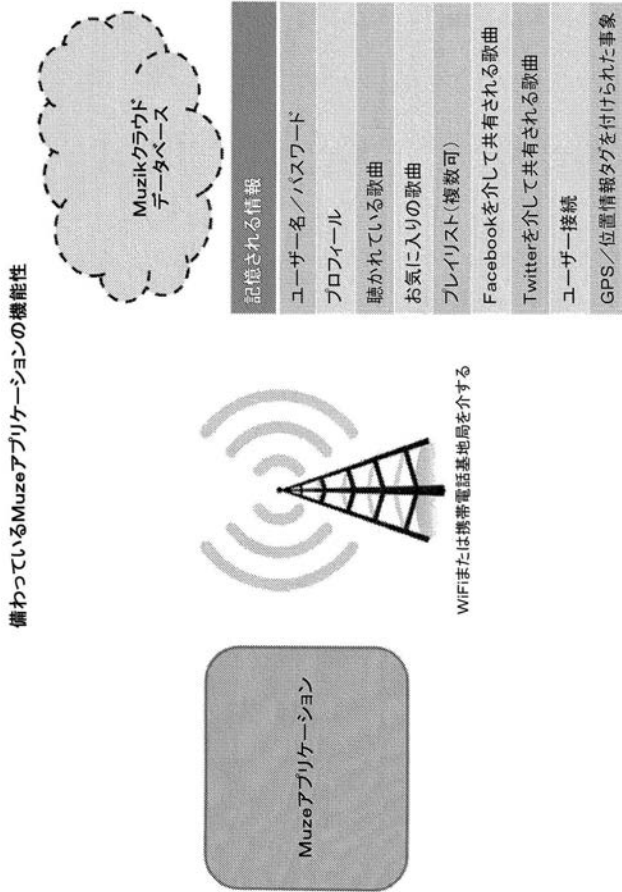 備わっているMuzeアプリケーションの機能性
Muzeアプリケーション
WiFiまたは携帯電話基地局を介する
Muzikクラウド
データベース
記憶される情報
ユーザー名／パスワード
プロフィール
聴かれている歌曲
お気に入りの歌曲
プレイリスト(複数可)
Facebookを介して共有される歌曲
Twitterを介して共有される歌曲
ユーザー接続
GPS／位置情報タグを付けられた事象